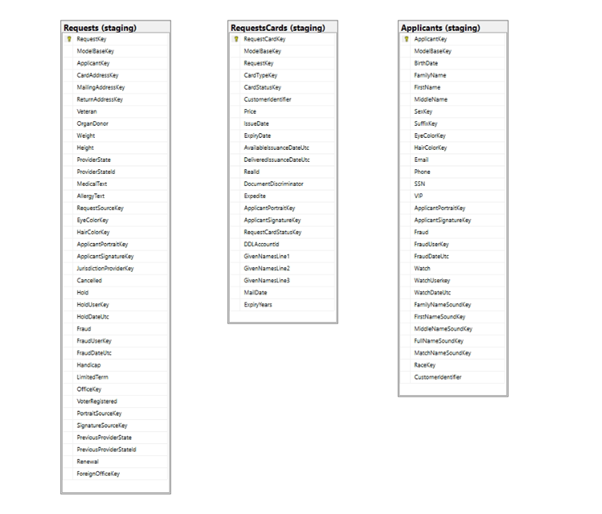 Requests (staging)
RequestKey
ModelBaseKey
ApplicantKey
CardAddressKey
MailingAddressKey
ReturnAddressKey
Veteran
OrganDonor
Weight
Height
ProviderState
ProviderStateId
MedicalText
AllergyText
RequestSourceKey
EyeColorKey
HairColorKey
ApplicantPortraitKey
ApplicantSignatureKey
JurisdictionProviderKey
Cancelled
Hold
HoldUserKey
HoldDateUtc
Fraud
FraudUserKey
FraudDateUtc
Handicap
LimitedTerm
OfficeKey
VoterRegistered
PortraitSourceKey
SignatureSourceKey
PreviousProviderState
PreviousProviderStateId
Renewal
ForeignOfficeKey
RequestsCards (staging)
RequestCardKey
ModelBaseKey
RequestKey
CardTypeKey
CardStatusKey
CustomerIdentifier
Price
IssueDate
ExpiryDate
AvailableIssuanceDateUtc
DeliveredIssuanceDateUtc
RealId
DocumentDiscriminator
Expedite
ApplicantPortraitKey
ApplicantSignatureKey
RequestCardStatusKey
DDLAccountId
GivenNamesLine1
GivenNamesLine2
GivenNamesLine3
MailDate
ExpiryYears
Applicants (staging)
ApplicantKey
ModelBaseKey
BirthDate
FamilyName
FirstName
MiddleName
SexKey
SuffixKey
EyeColorKey
HairColorKey
Email
Phone
SSN
VIP
ApplicantPortraitKey
ApplicantSignatureKey
Fraud
FraudUserKey
FraudDateUtc
Watch
WatchUserkey
WatchDateUtc
FamilyNameSoundKey
FirstNameSoundKey
MiddleNameSoundKey
FullNameSoundKey
MatchNameSoundKey
RaceKey
CustomerIdentifier